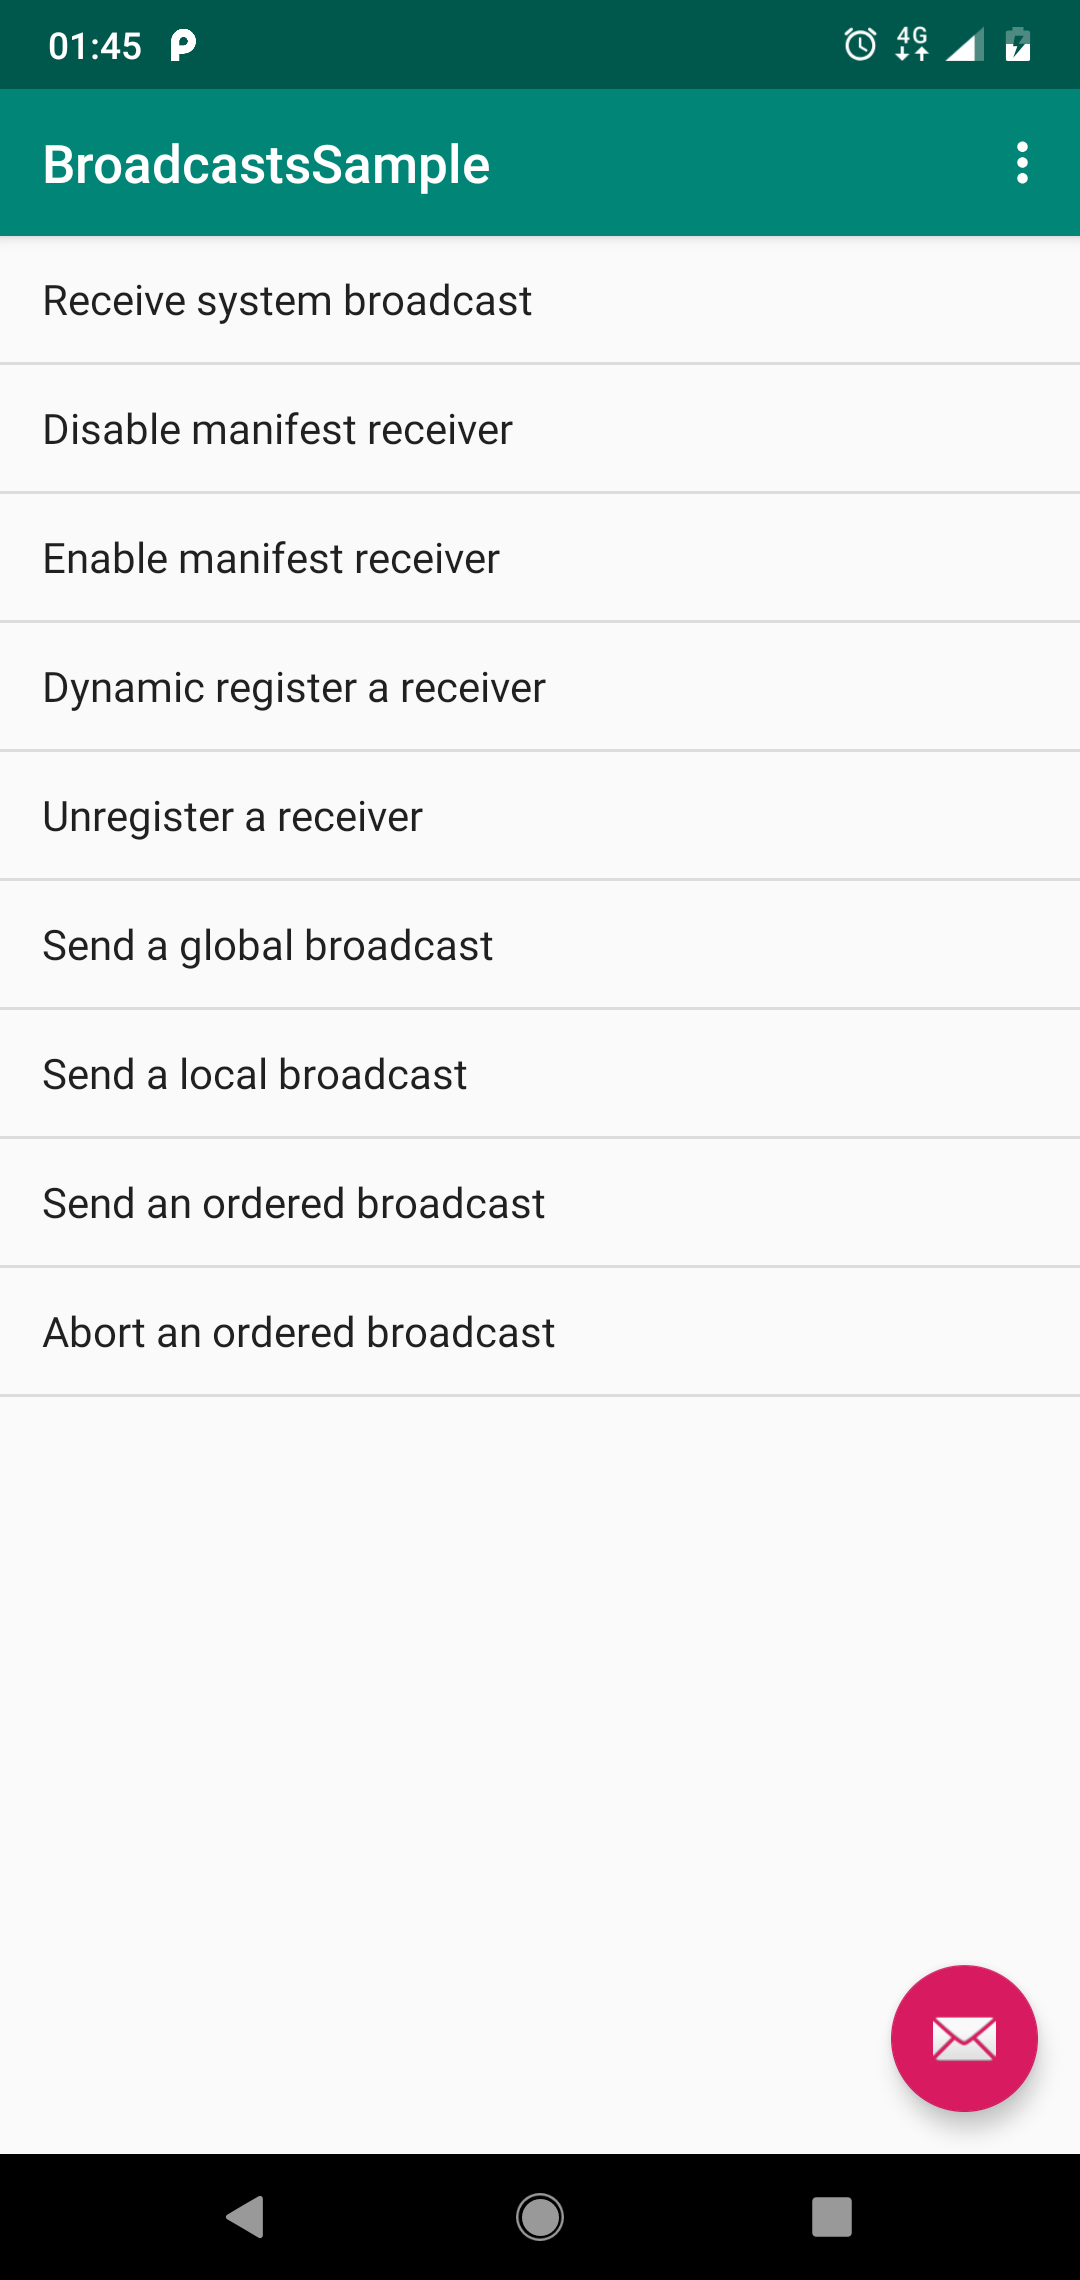 01:45
4G
BroadcastsSample
Receive system broadcast
Disable manifest receiver
Enable manifest receiver
Dynamic register a receiver
Unregister a receiver
Send a global broadcast
Send a local broadcast
Send an ordered broadcast
Abort an ordered broadcast